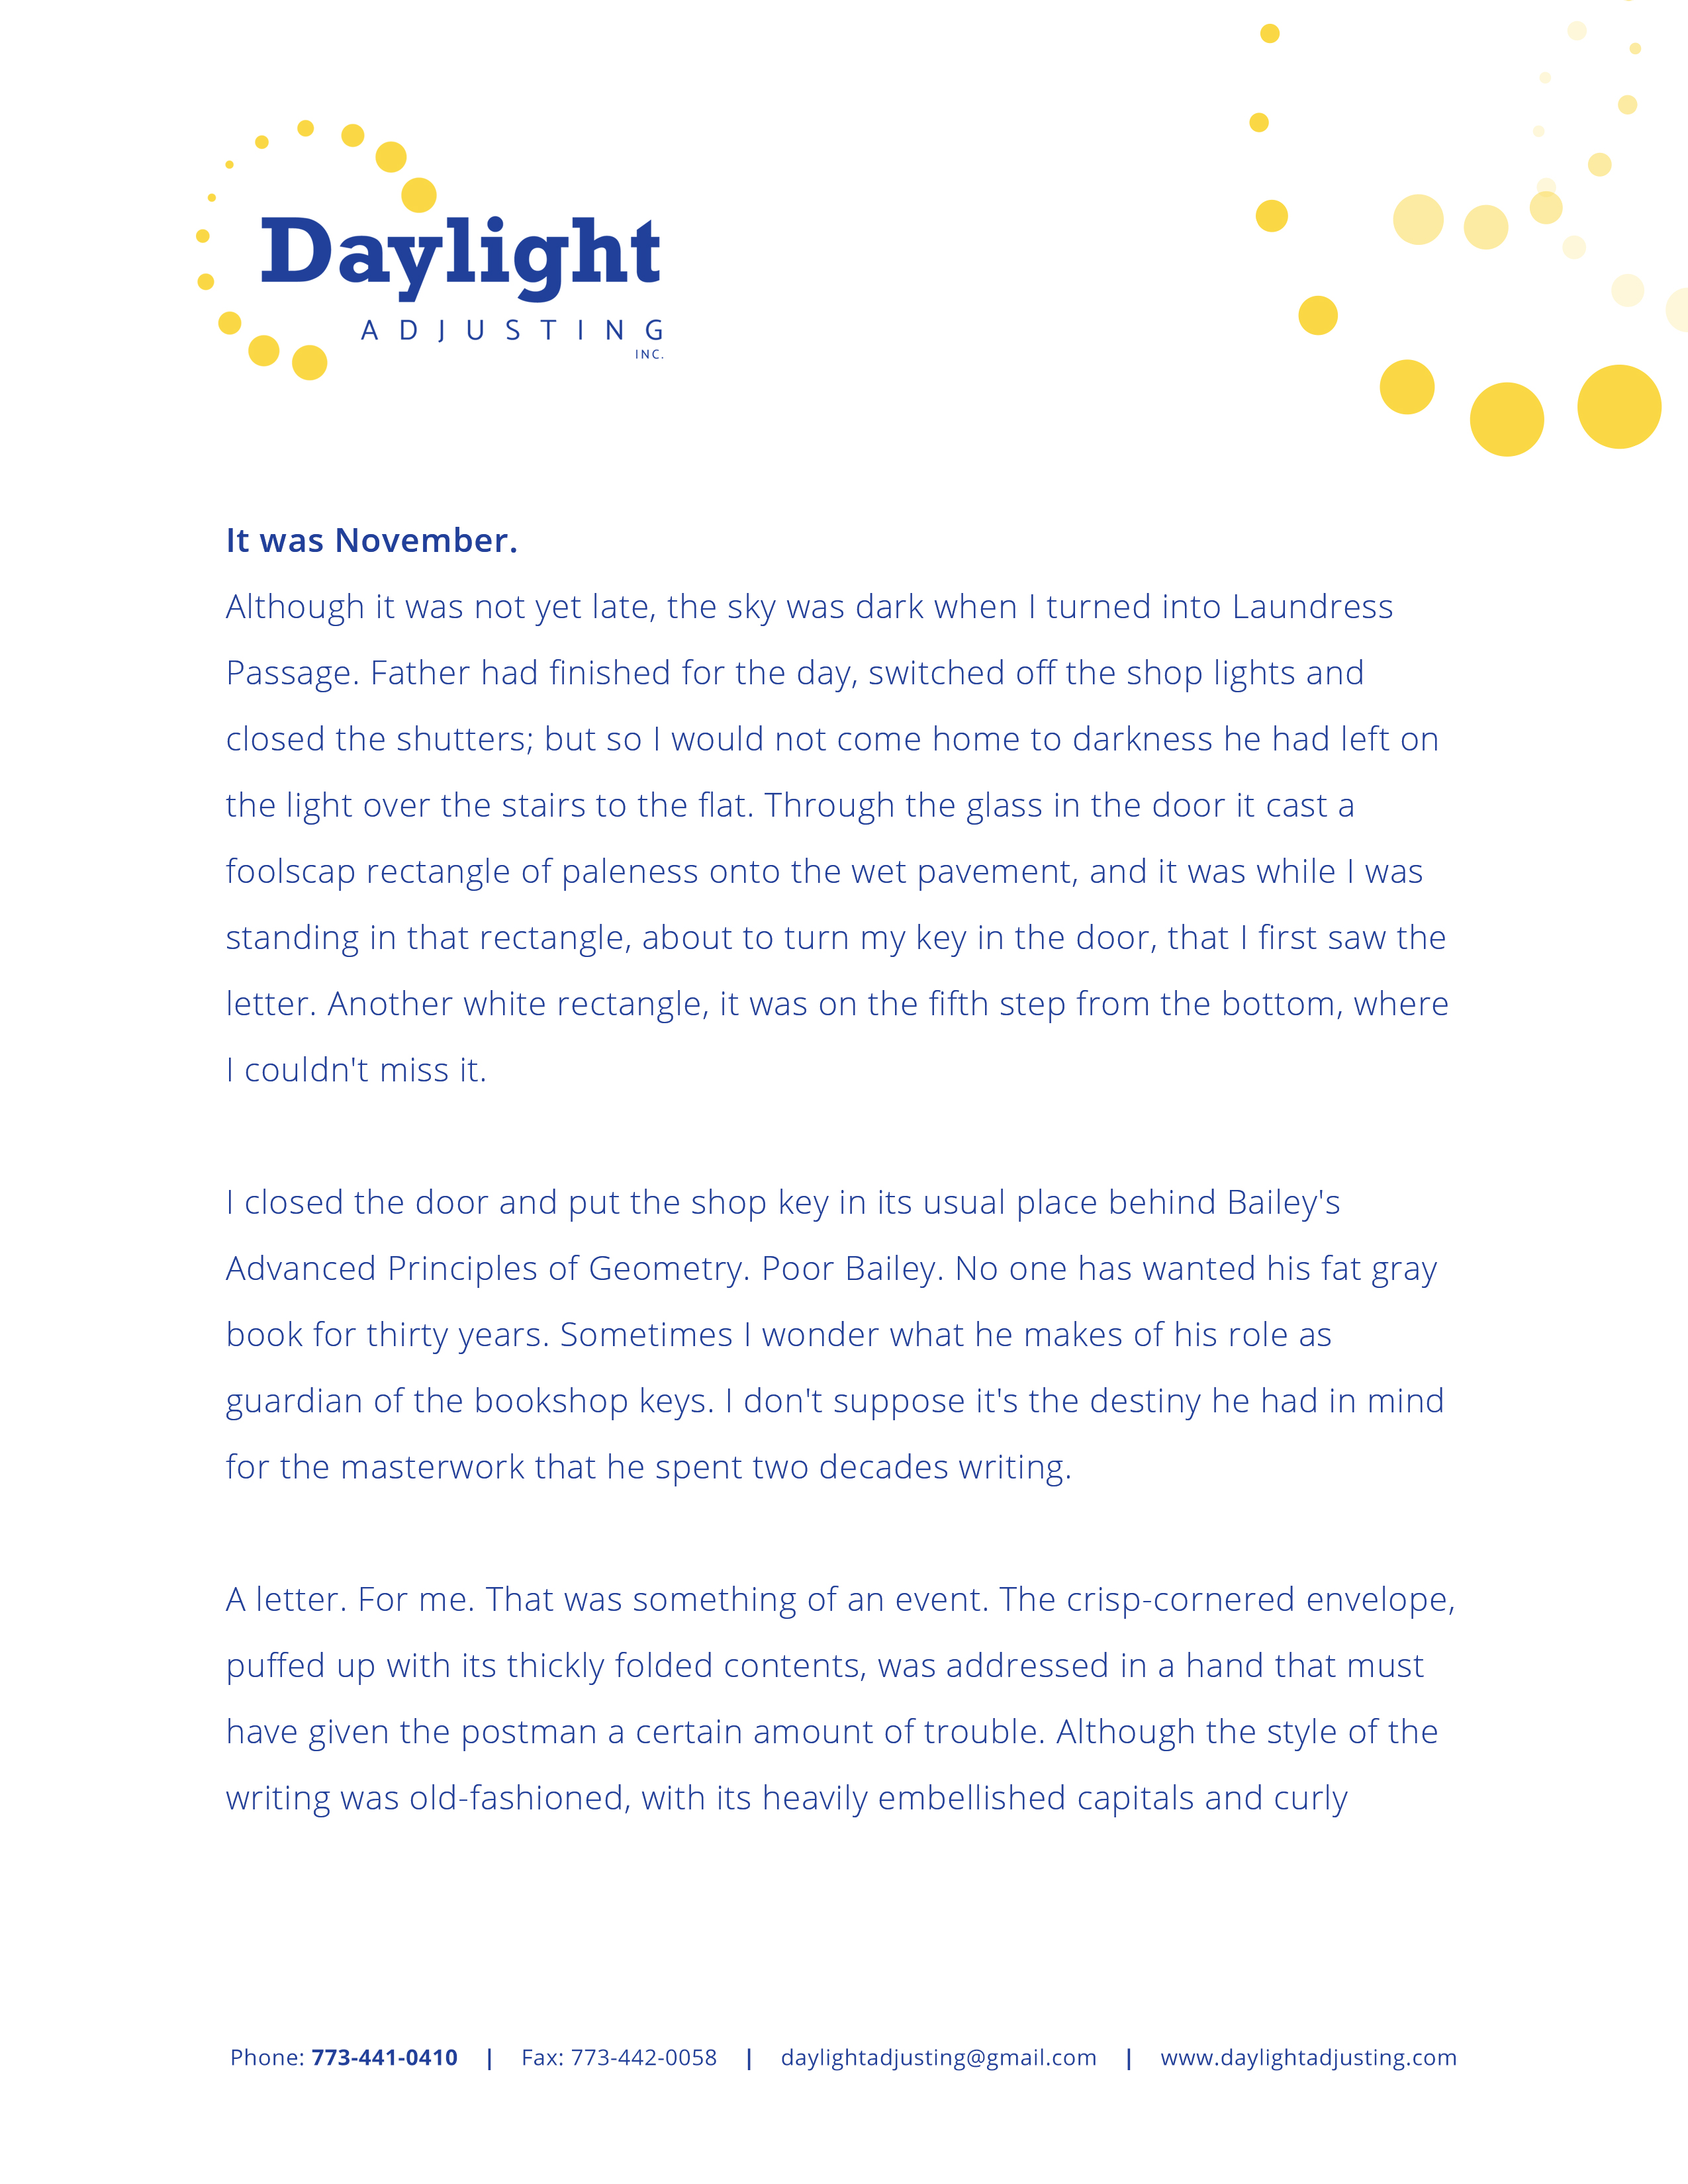 Daylight
ADJUSTING
INC.
It was November.
Although it was not yet late, the sky was dark when I turned into Laundress
Passage. Father had finished for the day, switched off the shop lights and
closed the shutters; but so I would not come home to darkness he had left on
the light over the stairs to the flat. Through the glass in the door it cast a
foolscap rectangle of paleness onto the wet pavement, and it was while I was
standing in that rectangle, about to turn my key in the door, that I first saw the
letter. Another white rectangle, it was on the fifth step from the bottom, where
I couldn't miss it.
I closed the door and put the shop key in its usual place behind Bailey's
Advanced Principles of Geometry. Poor Bailey. No one has wanted his fat gray
book for thirty years. Sometimes I wonder what he makes of his role as
guardian of the bookshop keys. I don't suppose it's the destiny he had in mind
for the masterwork that he spent two decades writing.
A letter. For me. That was something of an event. The crisp-cornered envelope,
puffed up with its thickly folded contents, was addressed in a hand that must
have given the postman a certain amount of trouble. Although the style of the
writing was old-fashioned, with its heavily embellished capitals and curly
Phone: 773-441-0410 | Fax: 773-442-0058 | daylightadjusting@gmail.com | www.daylightadjusting.com